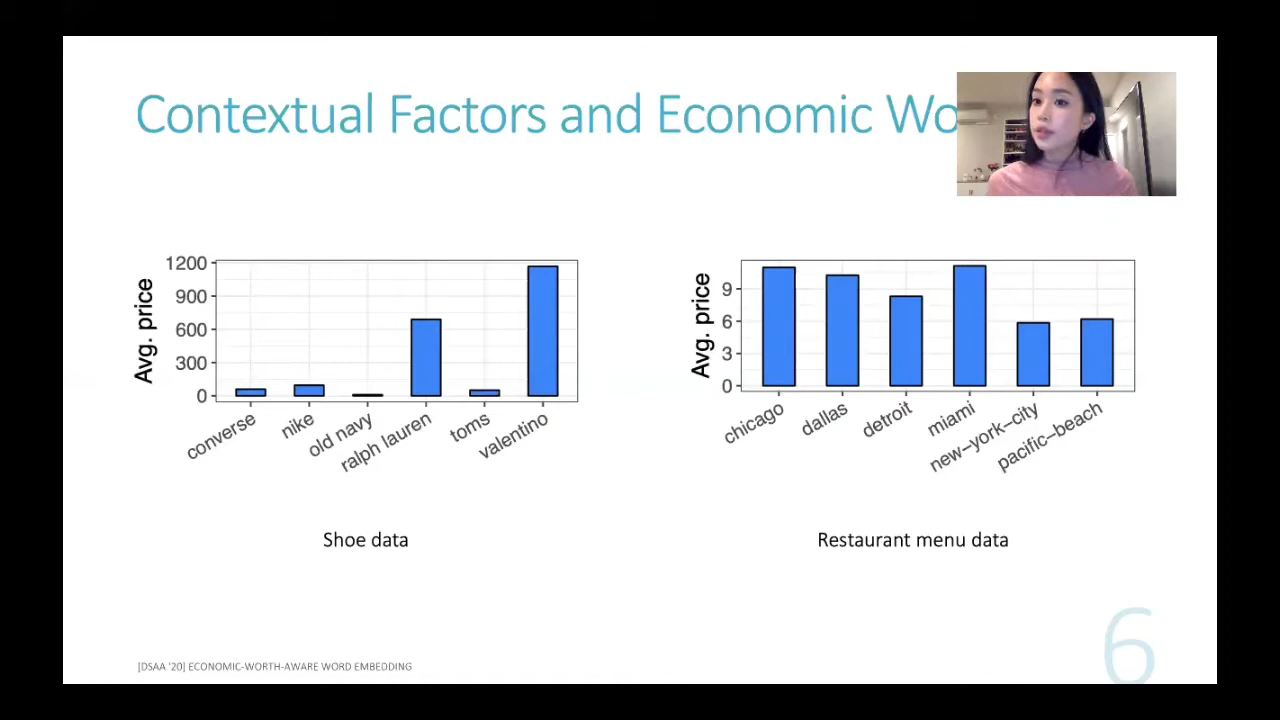 Contextual Factors and Economic Wo
1200
900
600
300
0
Avg. price
converse
nike
old navy
ralph lauren
toms
valentino
Shoe data
9
6
3
0
Avg. price
chicago
dallas
detroit
miami
new–york–city
pacific–beach
Restaurant menu data
[DSAA '20] ECONOMIC-WORTH-AWARE WORD EMBEDDING
6